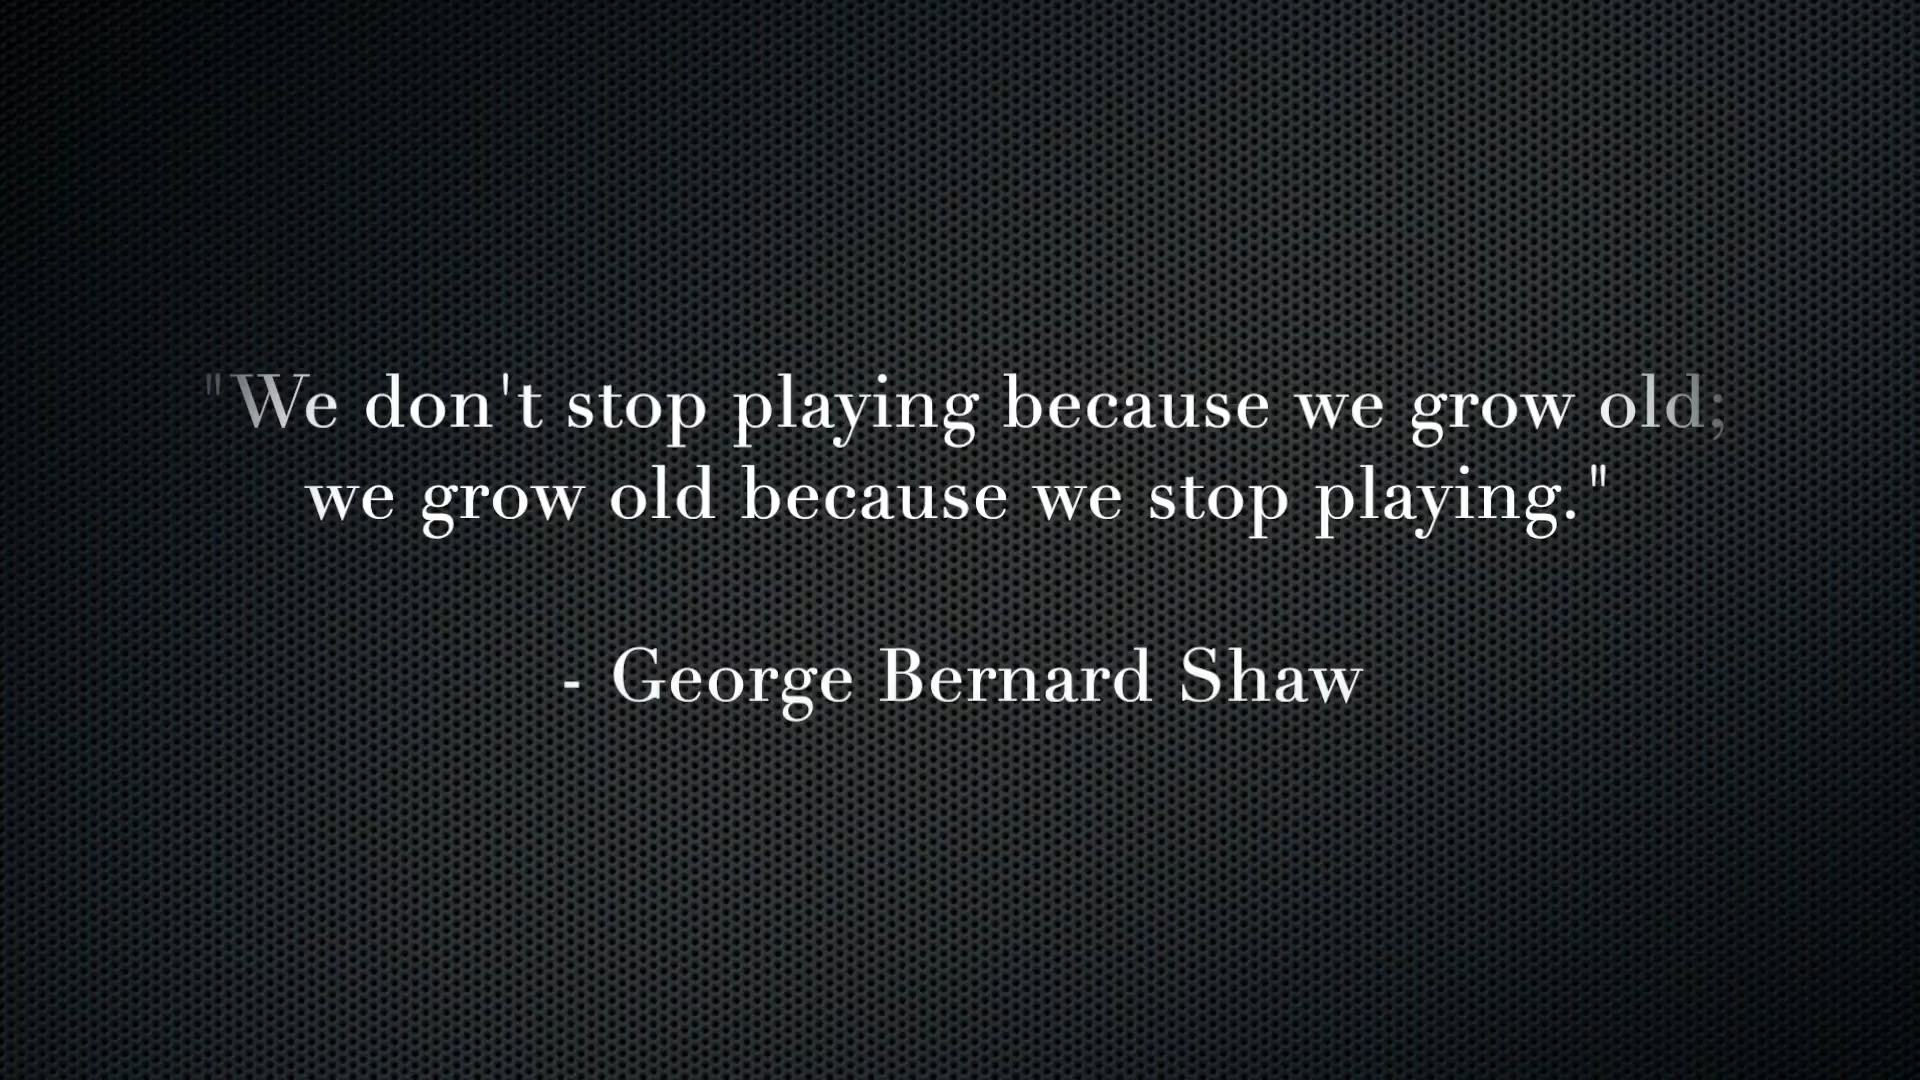 "We don't stop playing because we grow old;
we grow old because we stop playing."
- George Bernard Shaw